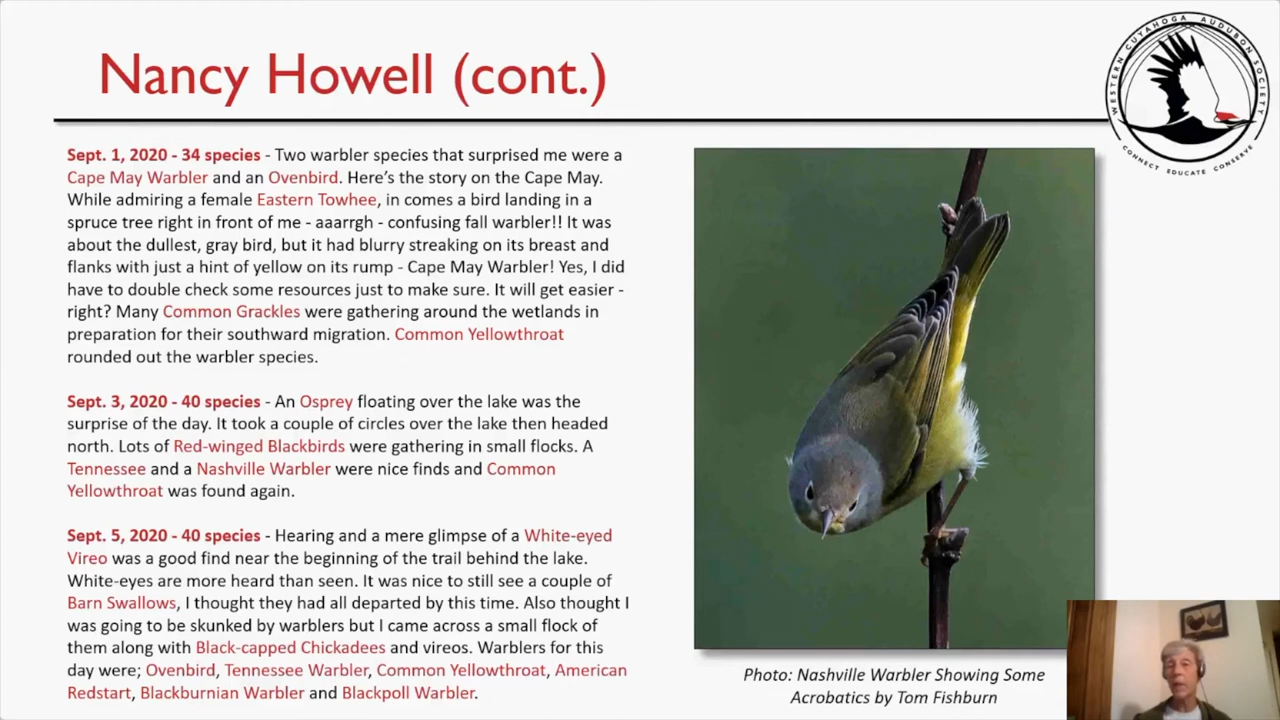 Nancy Howell (cont.)
WESTERN CUYAHOGA AUDUBON SOCIETY
CONNECT EDUCATE CONSERVE
Sept. 1, 2020 - 34 species - Two warbler species that surprised me were a
Cape May Warbler and an Ovenbird. Here's the story on the Cape May.
While admiring a female Eastern Towhee, in comes a bird landing in a
spruce tree right in front of me - aaarrgh - confusing fall warbler!! It was
about the dullest, gray bird, but it had blurry streaking on its breast and
flanks with just a hint of yellow on its rump - Cape May Warbler! Yes, I did
have to double check some resources just to make sure. It will get easier -
right? Many Common Grackles were gathering around the wetlands in
preparation for their southward migration. Common Yellowthroat
rounded out the warbler species.
Sept. 3, 2020 - 40 species - An Osprey floating over the lake was the
surprise of the day. It took a couple of circles over the lake then headed
north. Lots of Red-winged Blackbirds were gathering in small flocks. A
Tennessee and a Nashville Warbler were nice finds and Common
Yellowthroat was found again.
Sept. 5, 2020 - 40 species - Hearing and a mere glimpse of a White-eyed
Vireo was a good find near the beginning of the trail behind the lake.
White-eyes are more heard than seen. It was nice to still see a couple of
Barn Swallows, I thought they had all departed by this time. Also thought I
was going to be skunked by warblers but I came across a small flock of
them along with Black-capped Chickadees and vireos. Warblers for this
day were; Ovenbird, Tennessee Warbler, Common Yellowthroat, American
Redstart, Blackburnian Warbler and Blackpoll Warbler.
Photo: Nashville Warbler Showing Some
Acrobatics by Tom Fishburn